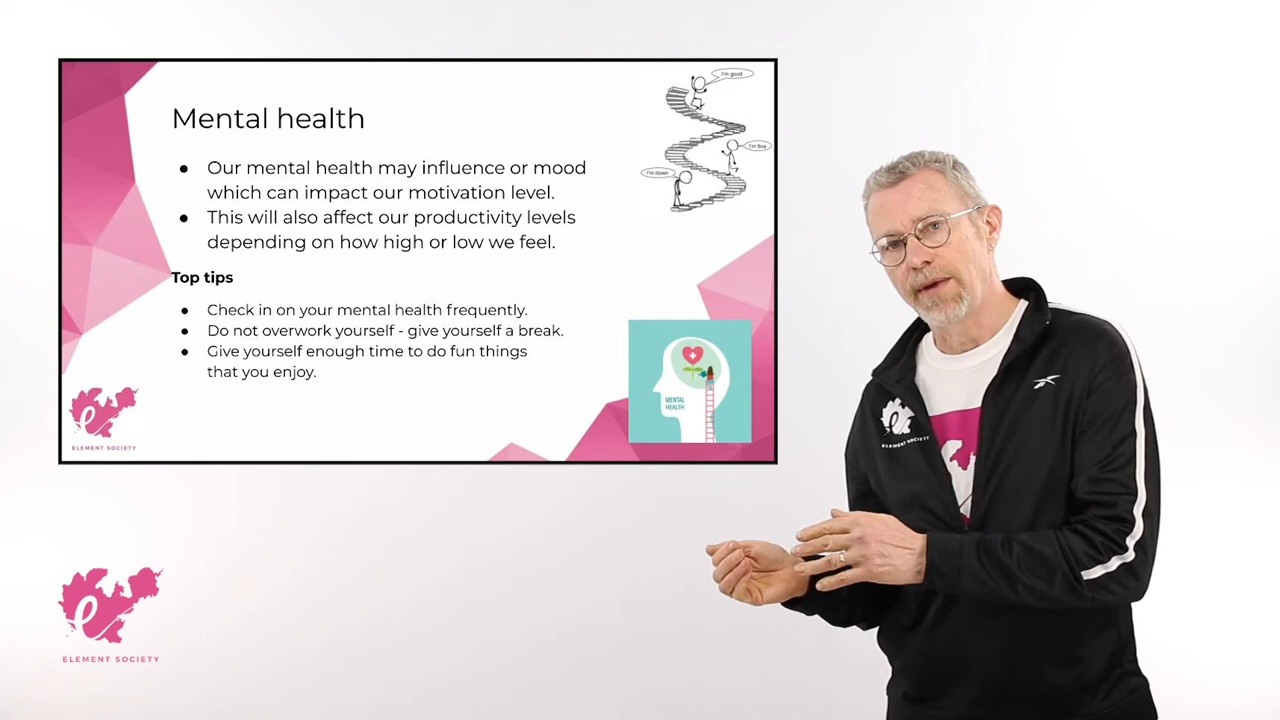 Mental health
● Our mental health may influence or mood
which can impact our motivation level.
● This will also affect our productivity levels
depending on how high or low we feel.
Top tips
● Check in on your mental health frequently.
● Do not overwork yourself - give yourself a break.
● Give yourself enough time to do fun things
that you enjoy.
I'm good
I'm fine
I'm down
MENTAL
HEALTH
e
ELEMENT SOCIETY
e
ELEMENT SOCIETY
e
ELEMENT SOCIETY